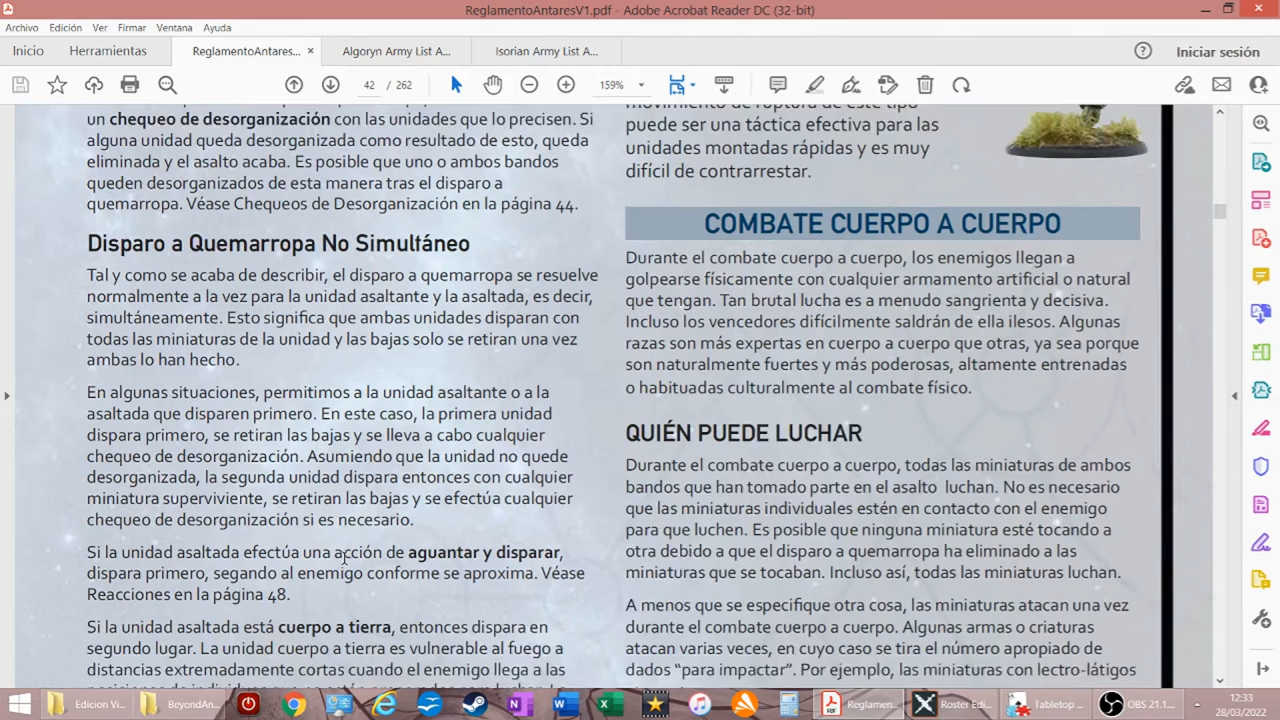 ReglamentoAntaresV1.pdf - Adobe Acrobat Reader DC (32-bit)
Archivo Edición Ver Firmar Ventana Ayuda
Inicio Herramientas ReglamentoAntares... × Algoryn Army List A... Isorian Army List A... Iniciar sesión
42 / 262 159%
un chequeo de desorganización con las unidades que lo precisen. Si
alguna unidad queda desorganizada como resultado de esto, queda
eliminada y el asalto acaba. Es posible que uno o ambos bandos
queden desorganizados de esta manera tras el disparo a
quemarropa. Véase Chequeos de Desorganización en la página 44.
Disparo a Quemarropa No Simultáneo
Tal y como se acaba de describir, el disparo a quemarropa se resuelve
normalmente a la vez para la unidad asaltante y la asaltada, es decir,
simultáneamente. Esto significa que ambas unidades disparan con
todas las miniaturas de la unidad y las bajas solo se retiran una vez
ambas lo han hecho.
En algunas situaciones, permitimos a la unidad asaltante o a la
asaltada que disparen primero. En este caso, la primera unidad
dispara primero, se retiran las bajas y se lleva a cabo cualquier
chequeo de desorganización. Asumiendo que la unidad no quede
desorganizada, la segunda unidad dispara entonces con cualquier
miniatura superviviente, se retiran las bajas y se efectúa cualquier
chequeo de desorganización si es necesario.
Si la unidad asaltada efectúa una acción de aguantar y disparar,
dispara primero, segando al enemigo conforme se aproxima. Véase
Reacciones en la página 48.
Si la unidad asaltada está cuerpo a tierra, entonces dispara en
segundo lugar. La unidad cuerpo a tierra es vulnerable al fuego a
distancias extremadamente cortas cuando el enemigo llega a las
movimiento de ruptura de este tipo
puede ser una táctica efectiva para las
unidades montadas rápidas y es muy
difícil de contrarrestar.
COMBATE CUERPO A CUERPO
Durante el combate cuerpo a cuerpo, los enemigos llegan a
golpearse físicamente con cualquier armamento artificial o natural
que tengan. Tan brutal lucha es a menudo sangrienta y decisiva.
Incluso los vencedores difícilmente saldrán de ella ilesos. Algunas
razas son más expertas en cuerpo a cuerpo que otras, ya sea porque
son naturalmente fuertes y más poderosas, altamente entrenadas
o habituadas culturalmente al combate físico.
QUIÉN PUEDE LUCHAR
Durante el combate cuerpo a cuerpo, todas las miniaturas de ambos
bandos que han tomado parte en el asalto luchan. No es necesario
que las miniaturas individuales estén en contacto con el enemigo
para que luchen. Es posible que ninguna miniatura esté tocando a
otra debido a que el disparo a quemarropa ha eliminado a las
miniaturas que se tocaban. Incluso así, todas las miniaturas luchan.
A menos que se especifique otra cosa, las miniaturas atacan una vez
durante el combate cuerpo a cuerpo. Algunas armas o criaturas
atacan varias veces, en cuyo caso se tira el número apropiado de
dados “para impactar”. Por ejemplo, las miniaturas con lectro-látigos
Edicion Vi... BeyondAn... Reglamen... Roster Edi... Tabletop ... OBS 21.1...
12:33
28/03/2022